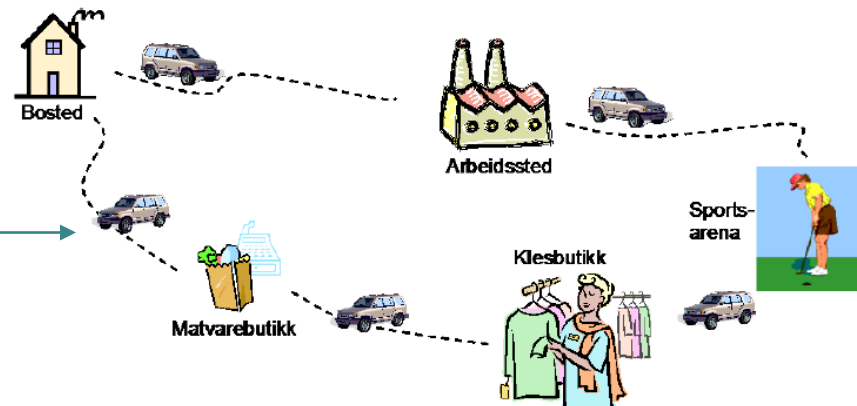 Bosted
Arbeidssted
Sports-
arena
Klesbutikk
Matvarebutikk